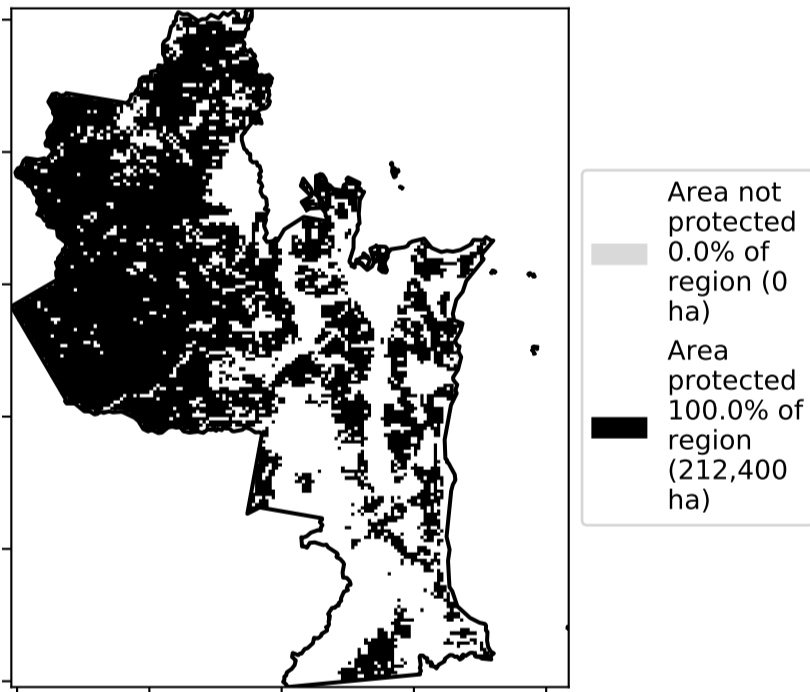 Area not
protected
0.0% of
region (0
ha)
Area
protected
100.0% of
region
(212,400
ha)